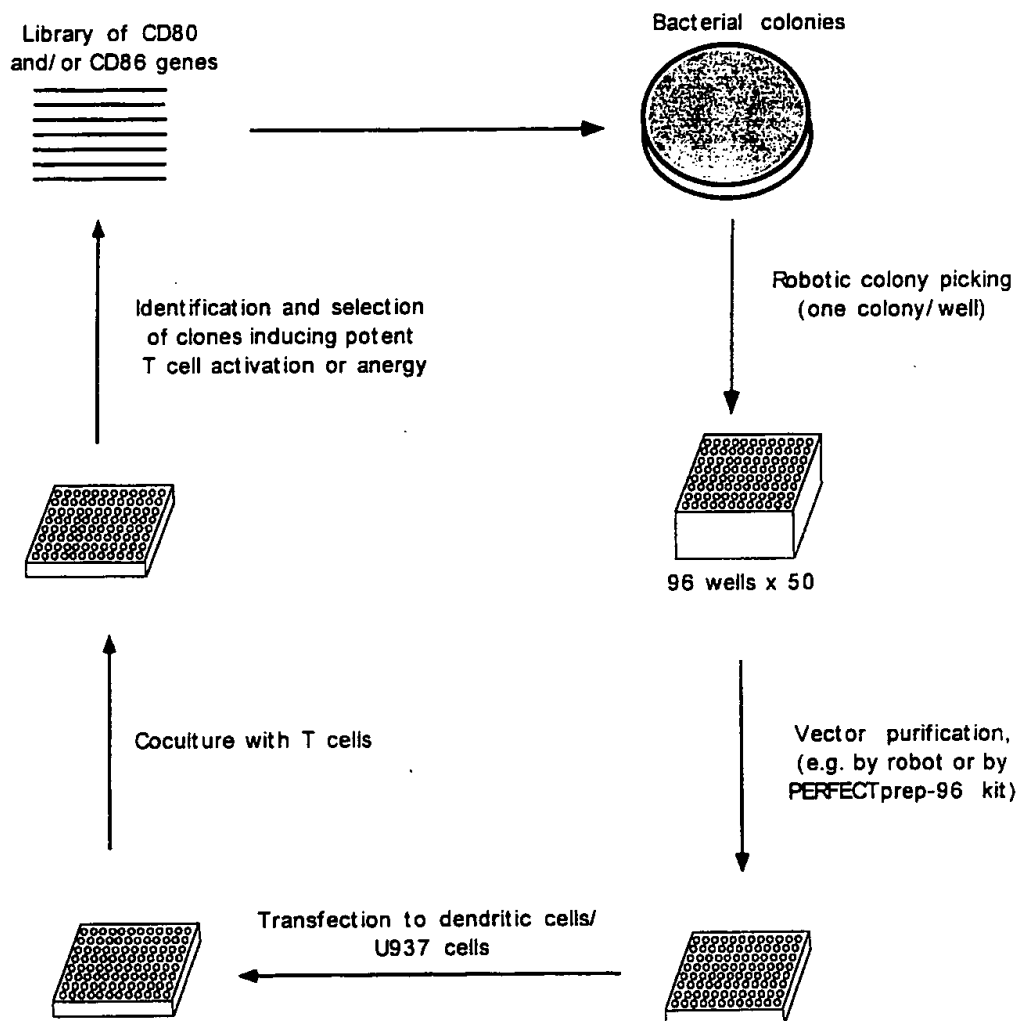 Library of CD80
and/or CD86 genes
Bacterial colonies
Robotic colony picking
(one colony/well)
96 wells x 50
Vector purification,
(e.g. by robot or by
PERFECTprep-96 kit)
Transfection to dendritic cells/
U937 cells
Coculture with T cells
Identification and selection
of clones inducing potent
T cell activation or anergy